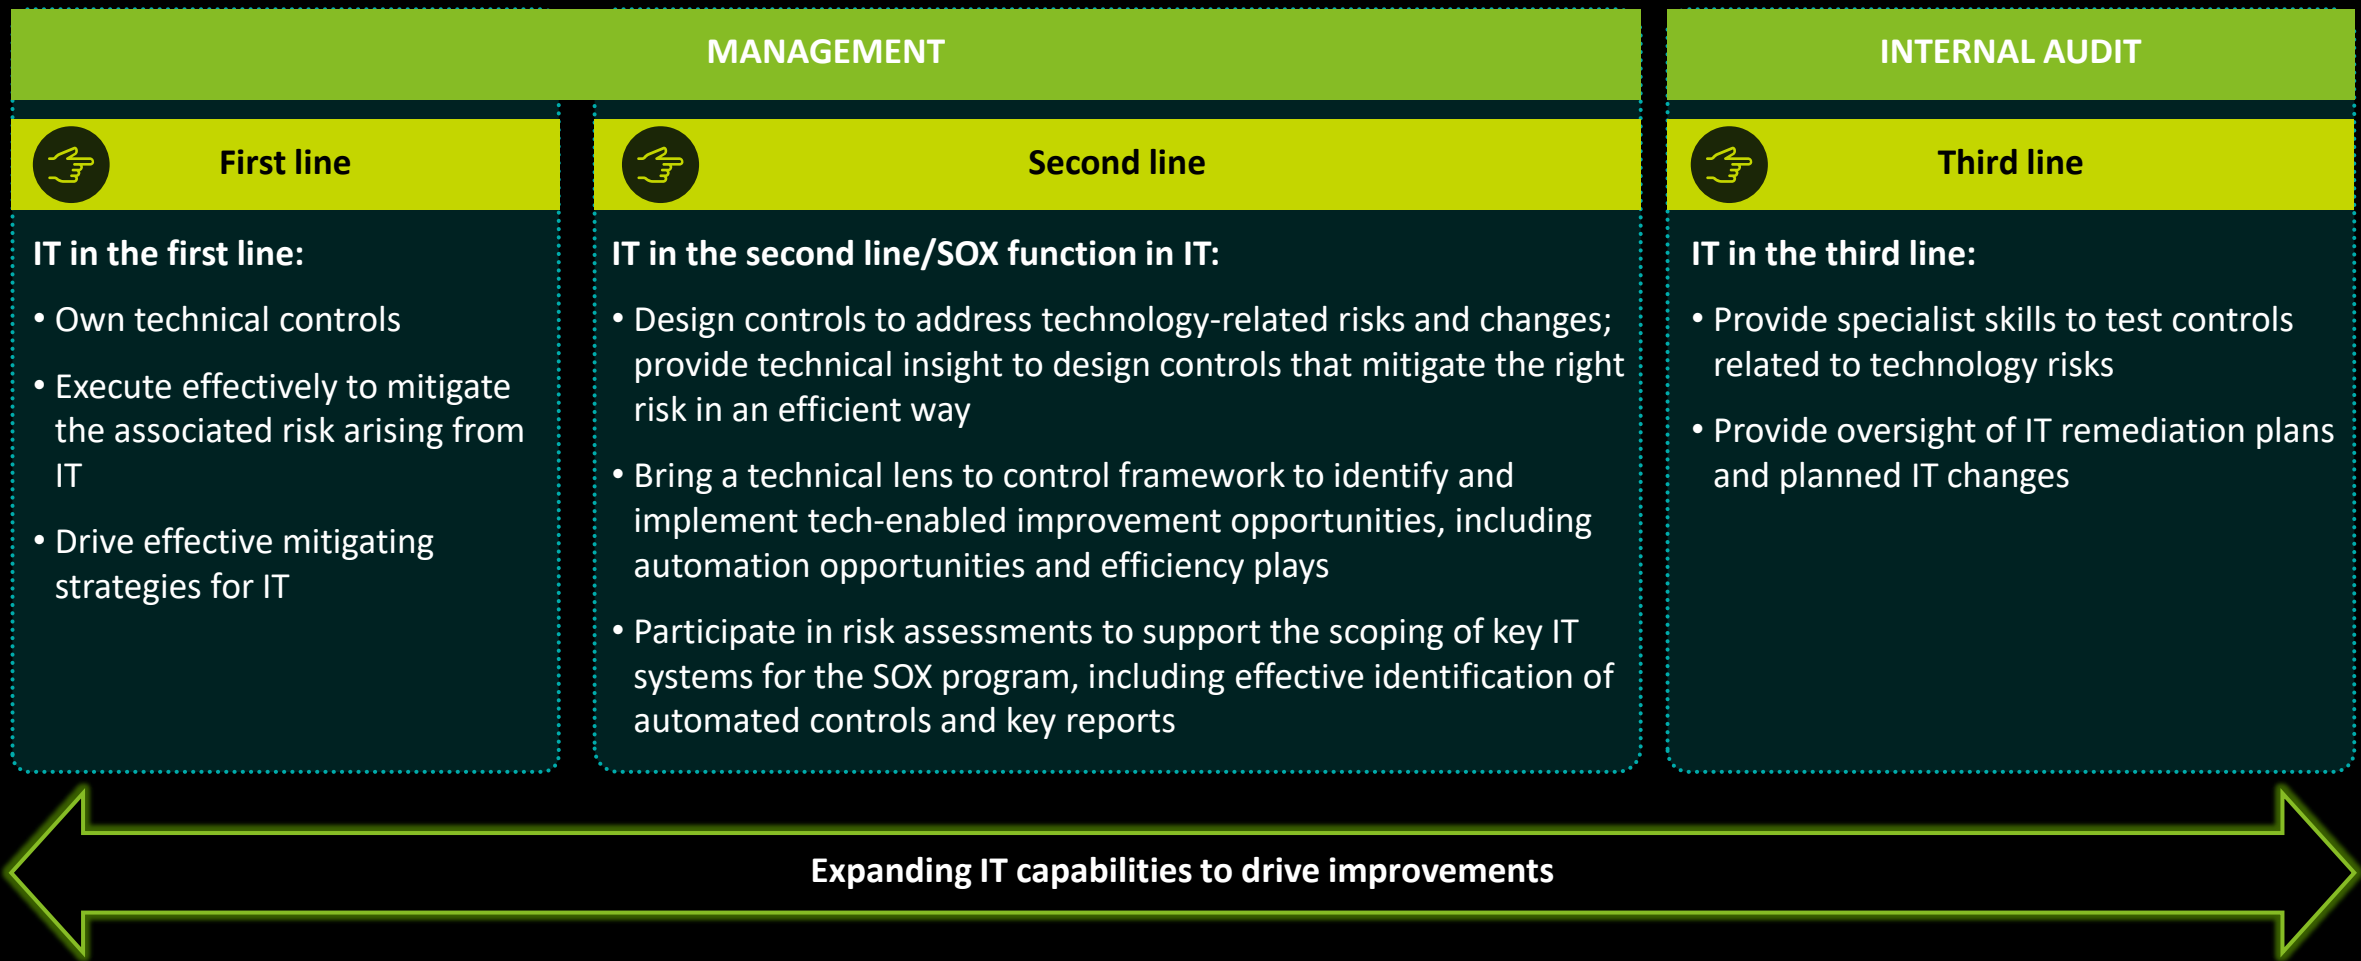 MANAGEMENT
INTERNAL AUDIT
First line
IT in the first line:
• Own technical controls
• Execute effectively to mitigate
the associated risk arising from
IT
• Drive effective mitigating
strategies for IT
Second line
IT in the second line/SOX function in IT:
• Design controls to address technology-related risks and changes;
provide technical insight to design controls that mitigate the right
risk in an efficient way
• Bring a technical lens to control framework to identify and
implement tech-enabled improvement opportunities, including
automation opportunities and efficiency plays
• Participate in risk assessments to support the scoping of key IT
systems for the SOX program, including effective identification of
automated controls and key reports
Third line
IT in the third line:
• Provide specialist skills to test controls
related to technology risks
• Provide oversight of IT remediation plans
and planned IT changes
Expanding IT capabilities to drive improvements